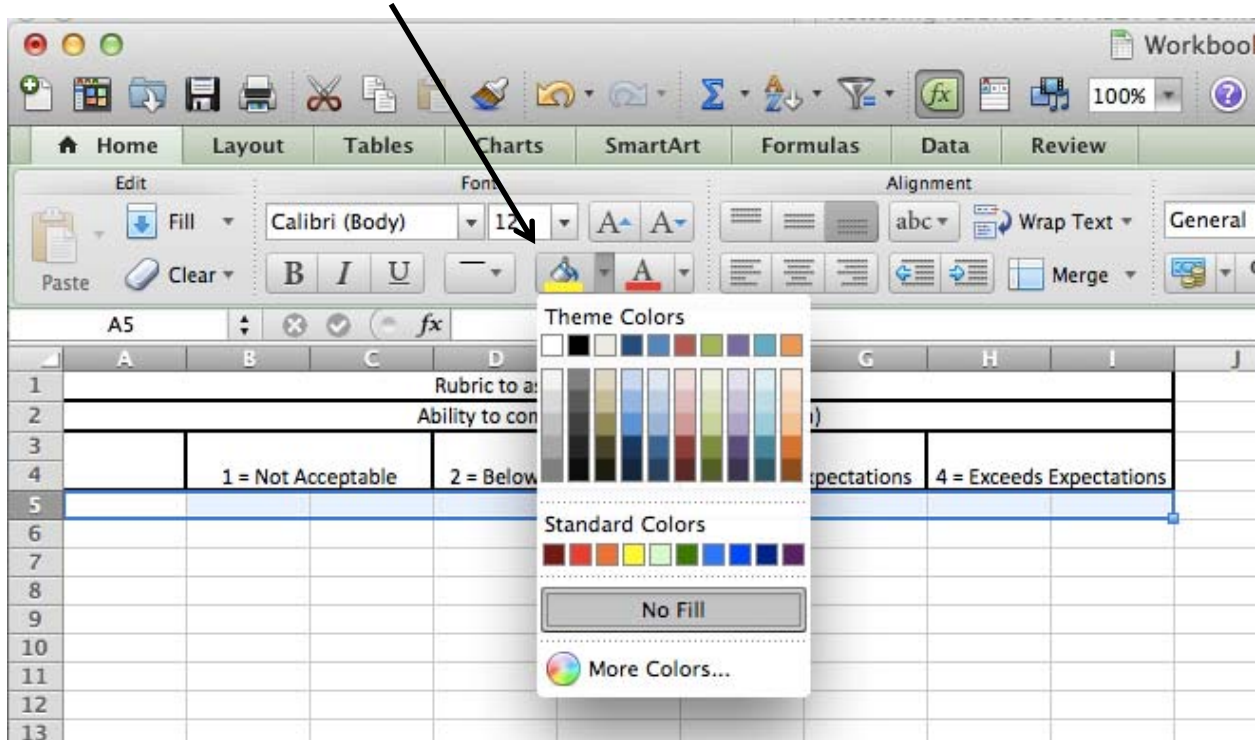 Workbook
100%
Home Layout Tables Charts SmartArt Formulas Data Review
Edit Font Alignment
Fill Calibri (Body) 12 A A abc Wrap Text General
Paste Clear B I U A Merge
A5 fx
Theme Colors
A B C D G H I J
1 Rubric to as
2 Ability to con )
3
4 1 = Not Acceptable 2 = Below xpectations 4 = Exceeds Expectations
5
Standard Colors
6
7
8
No Fill
9
10
More Colors...
11
12
13